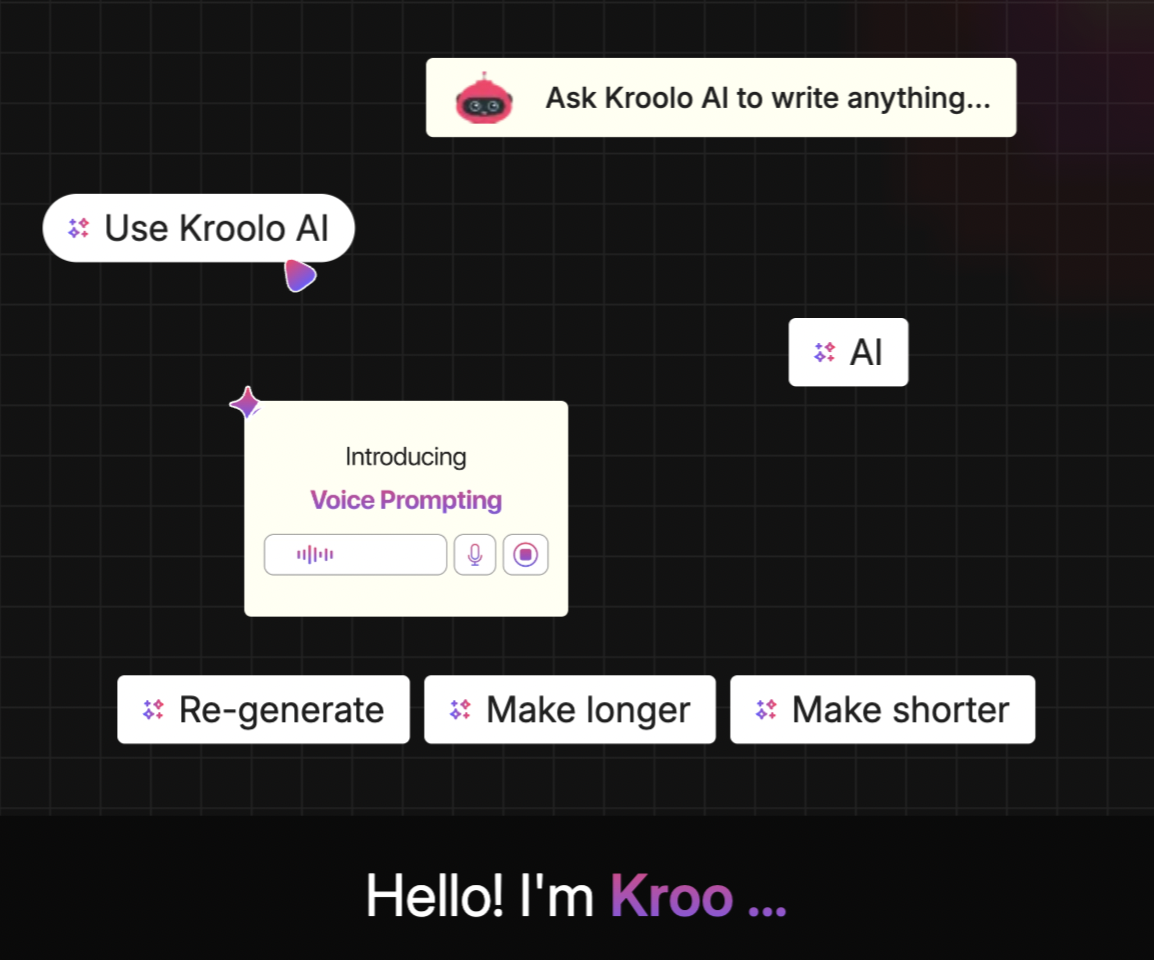 Ask Kroolo AI to write anything...
Use Kroolo AI
AI
Introducing
Voice Prompting
Re-generate
Make longer
Make shorter
Hello! I'm Kroo ...